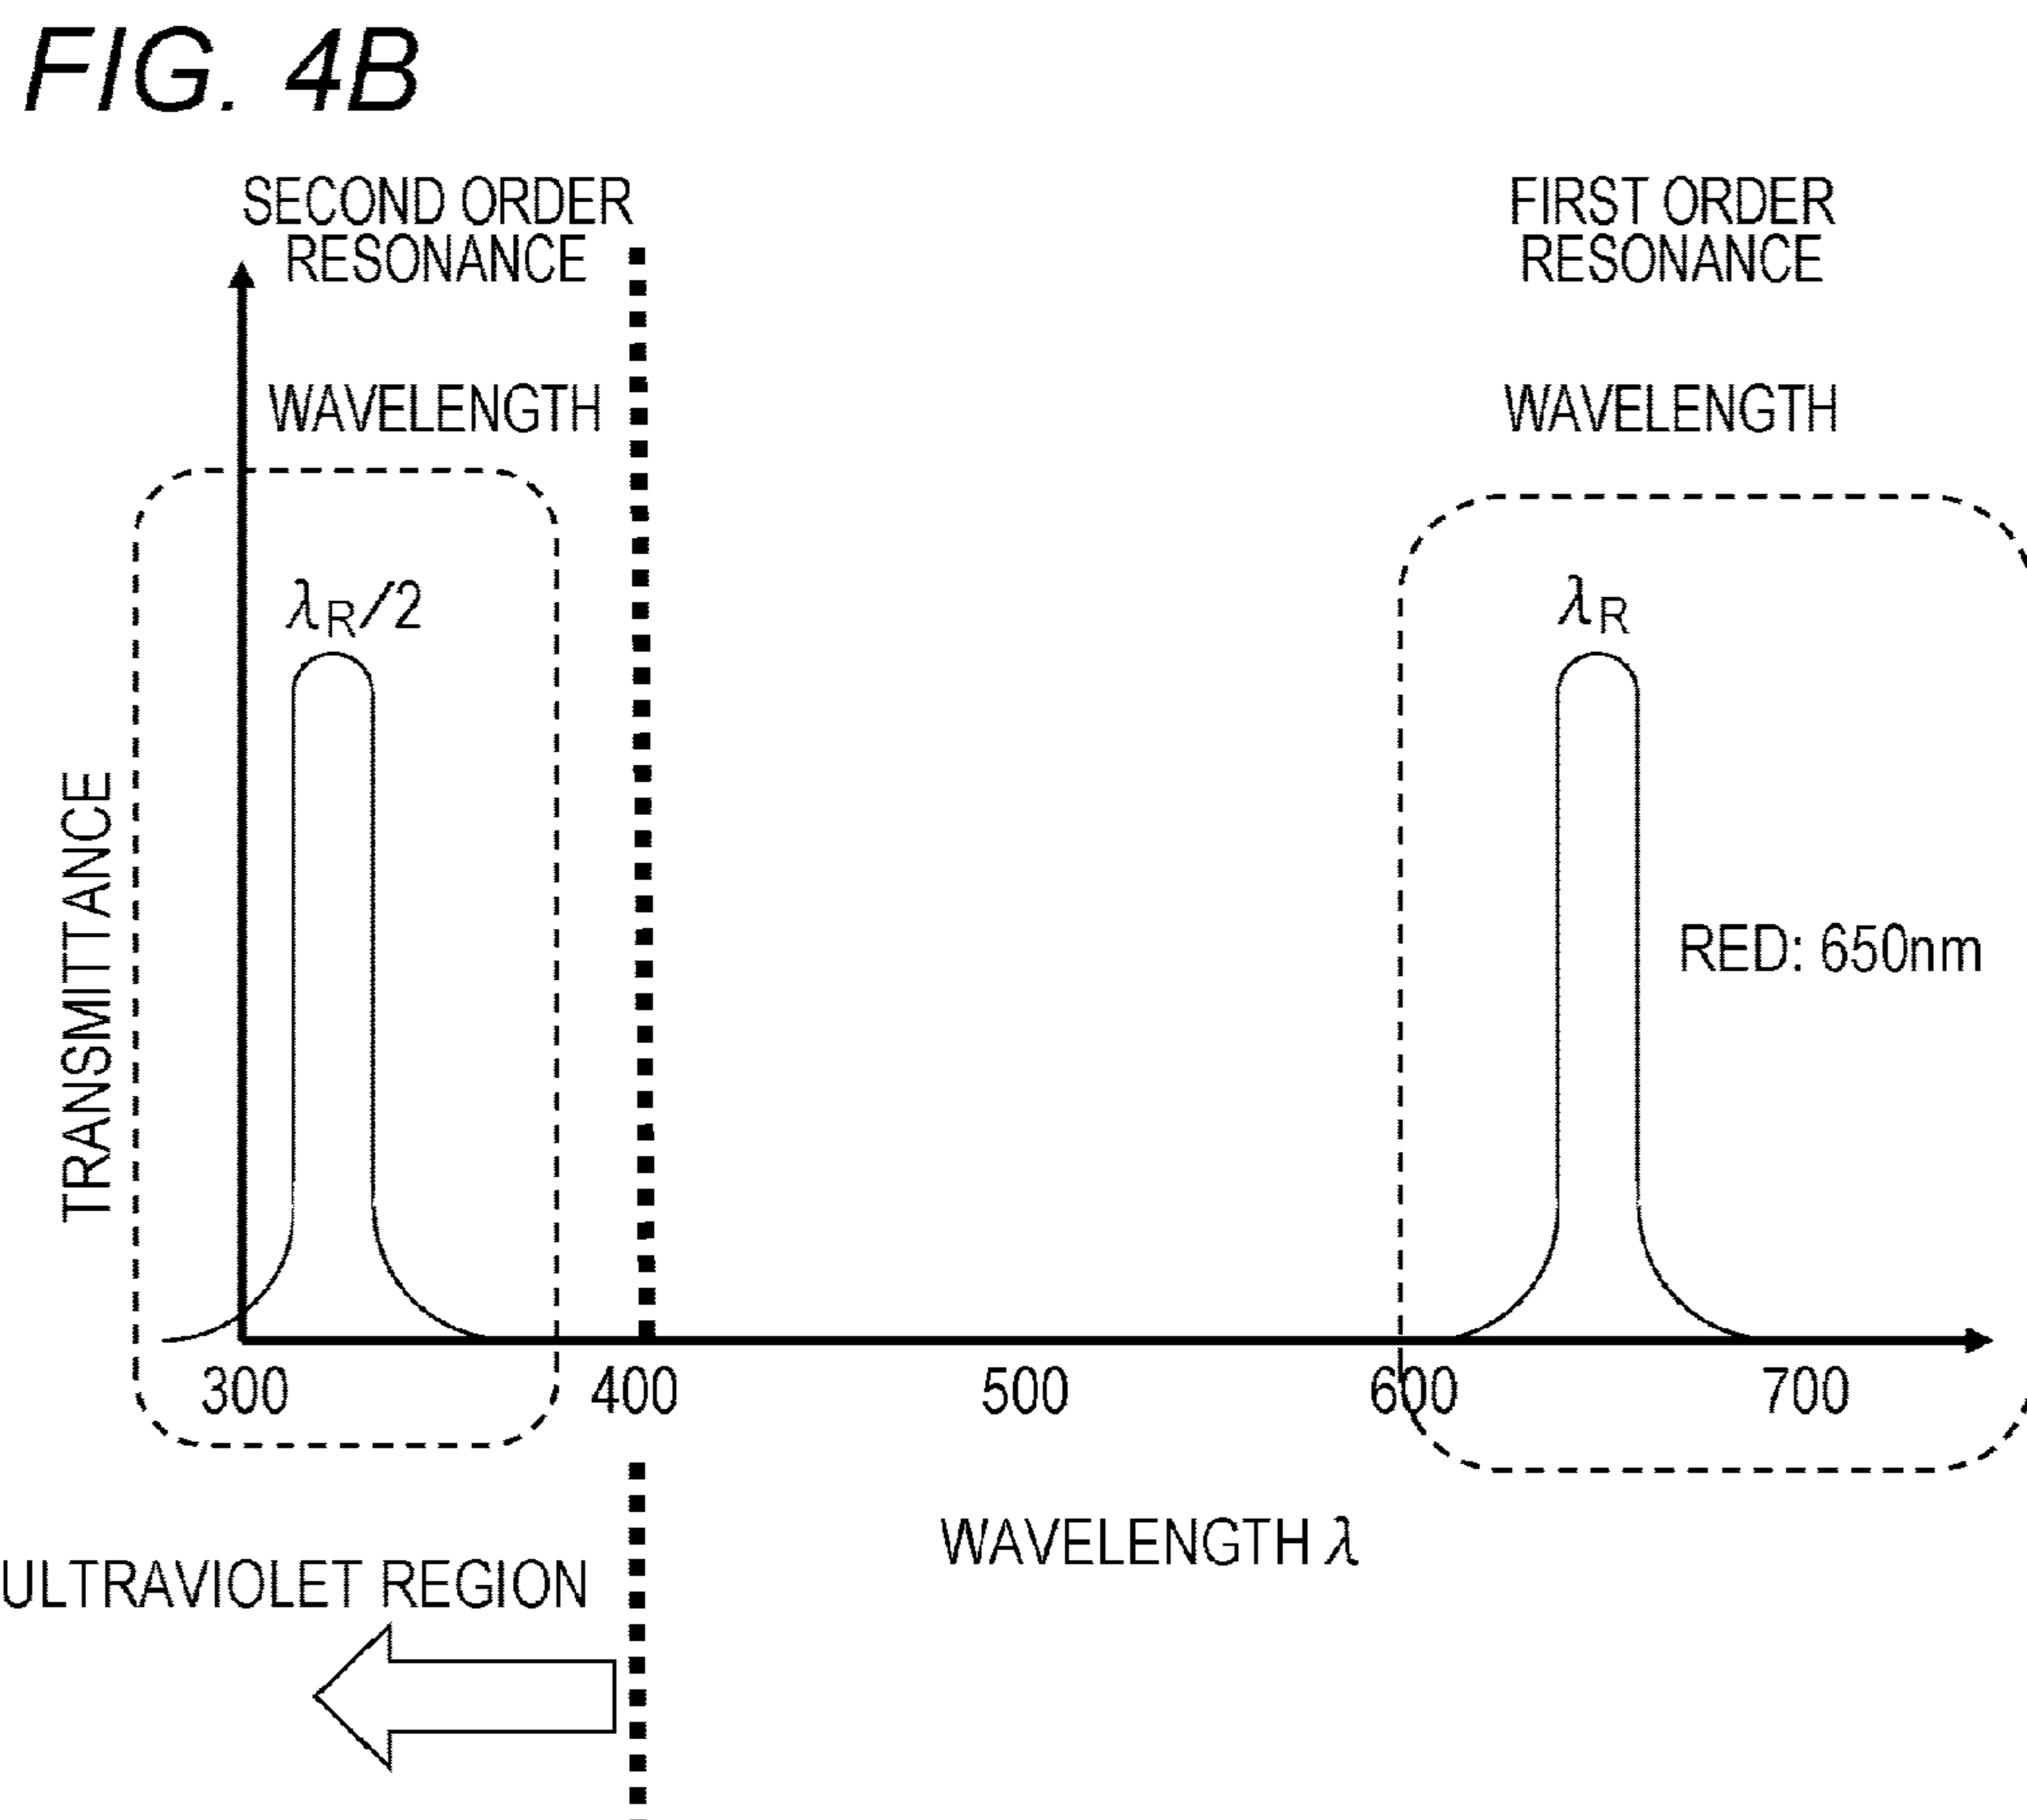 FIG. 4B
SECOND ORDER
RESONANCE
FIRST ORDER
RESONANCE
WAVELENGTH
WAVELENGTH
λR/2
λR
TRANSMITTANCE
RED: 650nm
300
400
500
600
700
WAVELENGTH λ
ULTRAVIOLET REGION